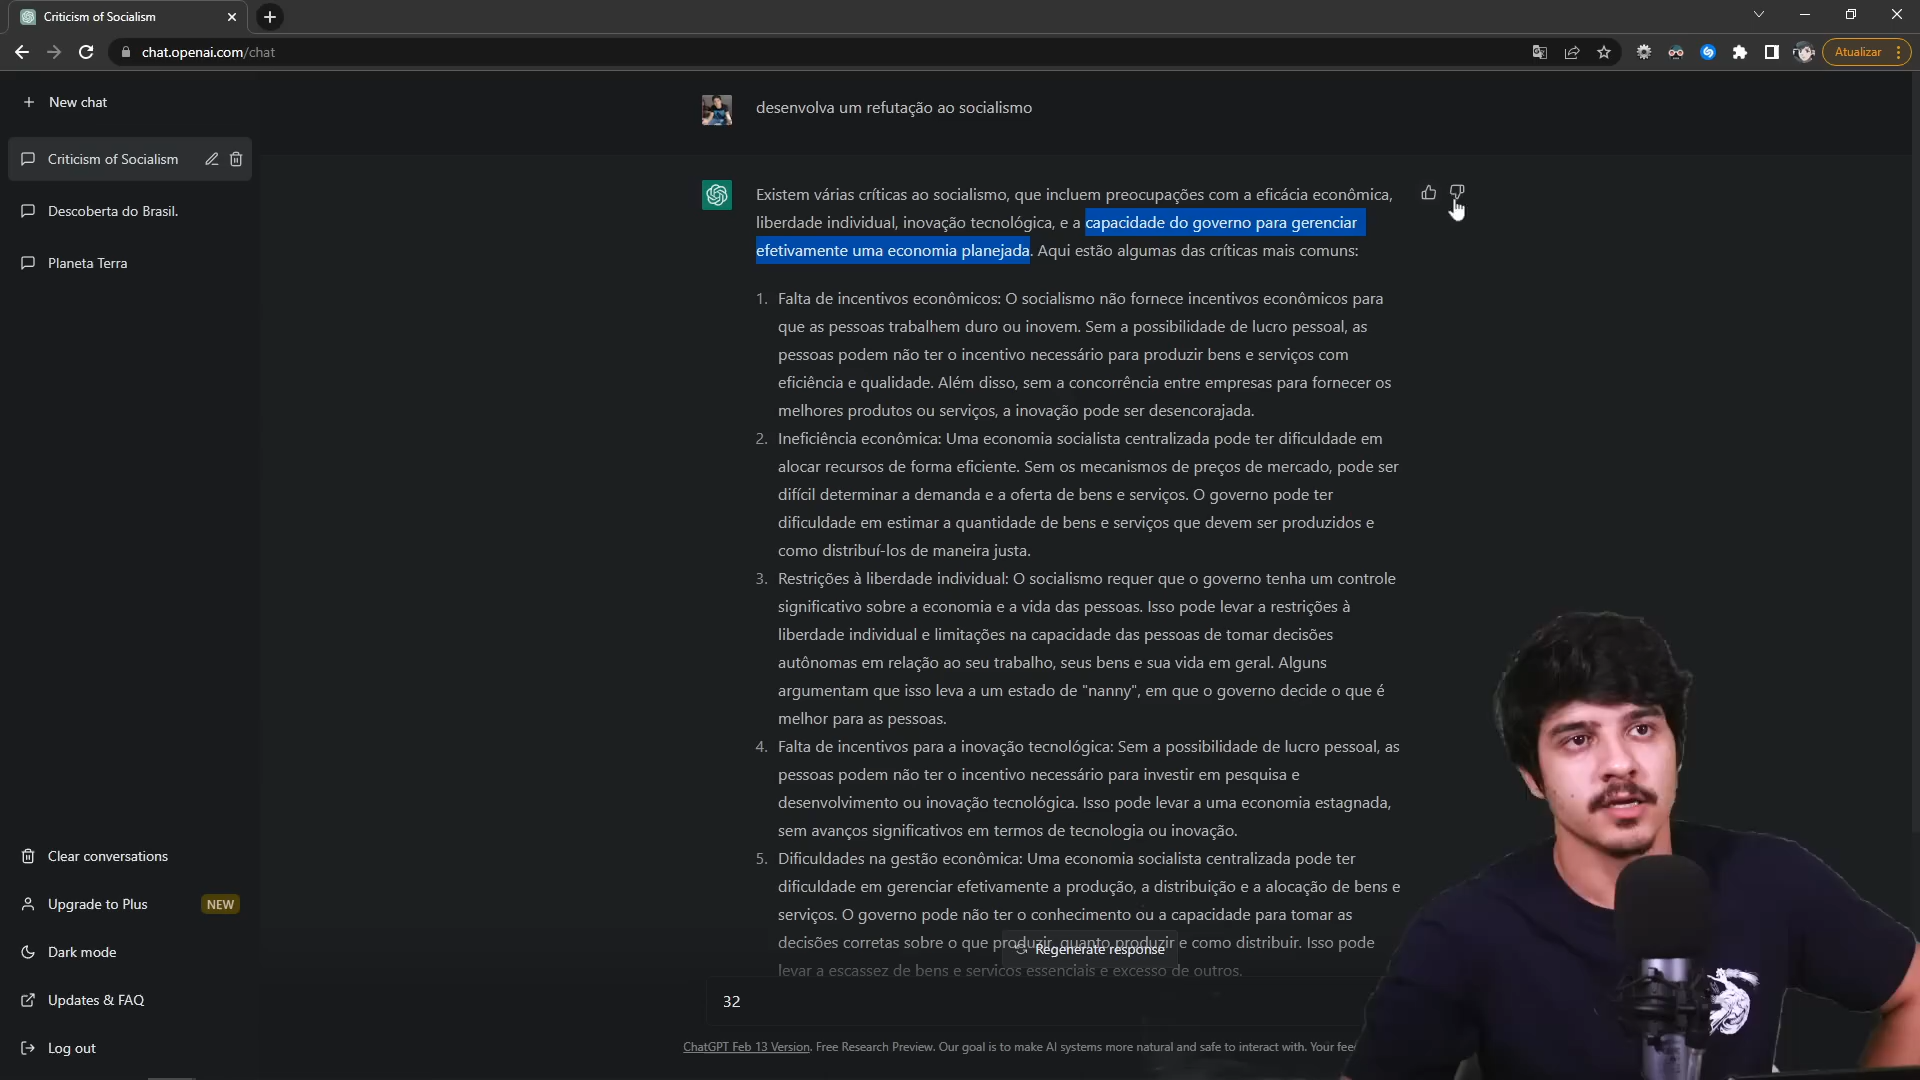 Criticism of Socialism
chat.openai.com/chat
Atualizar
New chat
Criticism of Socialism
Descoberta do Brasil.
Planeta Terra
desenvolva um refutação ao socialismo
Existem várias críticas ao socialismo, que incluem preocupações com a eficácia econômica,
liberdade individual, inovação tecnológica, e a capacidade do governo para gerenciar
efetivamente uma economia planejada. Aqui estão algumas das críticas mais comuns:
1. Falta de incentivos econômicos: O socialismo não fornece incentivos econômicos para
que as pessoas trabalhem duro ou inovem. Sem a possibilidade de lucro pessoal, as
pessoas podem não ter o incentivo necessário para produzir bens e serviços com
eficiência e qualidade. Além disso, sem a concorrência entre empresas para fornecer os
melhores produtos ou serviços, a inovação pode ser desencorajada.
2. Ineficiência econômica: Uma economia socialista centralizada pode ter dificuldade em
alocar recursos de forma eficiente. Sem os mecanismos de preços de mercado, pode ser
difícil determinar a demanda e a oferta de bens e serviços. O governo pode ter
dificuldade em estimar a quantidade de bens e serviços que devem ser produzidos e
como distribuí-los de maneira justa.
3. Restrições à liberdade individual: O socialismo requer que o governo tenha um controle
significativo sobre a economia e a vida das pessoas. Isso pode levar a restrições à
liberdade individual e limitações na capacidade das pessoas de tomar decisões
autônomas em relação ao seu trabalho, seus bens e sua vida em geral. Alguns
argumentam que isso leva a um estado de "nanny", em que o governo decide o que é
melhor para as pessoas.
4. Falta de incentivos para a inovação tecnológica: Sem a possibilidade de lucro pessoal, as
pessoas podem não ter o incentivo necessário para investir em pesquisa e
desenvolvimento ou inovação tecnológica. Isso pode levar a uma economia estagnada,
sem avanços significativos em termos de tecnologia ou inovação.
5. Dificuldades na gestão econômica: Uma economia socialista centralizada pode ter
dificuldade em gerenciar efetivamente a produção, a distribuição e a alocação de bens e
serviços. O governo pode não ter o conhecimento ou a capacidade para tomar as
decisões corretas sobre o que produzir, quanto produzir e como distribuir. Isso pode
levar a escassez de bens e serviços essenciais e excesso de outros.
Regenerate response
32
ChatGPT Feb 13 Version. Free Research Preview. Our goal is to make AI systems more natural and safe to interact with. Your fee
Clear conversations
Upgrade to Plus NEW
Dark mode
Updates & FAQ
Log out